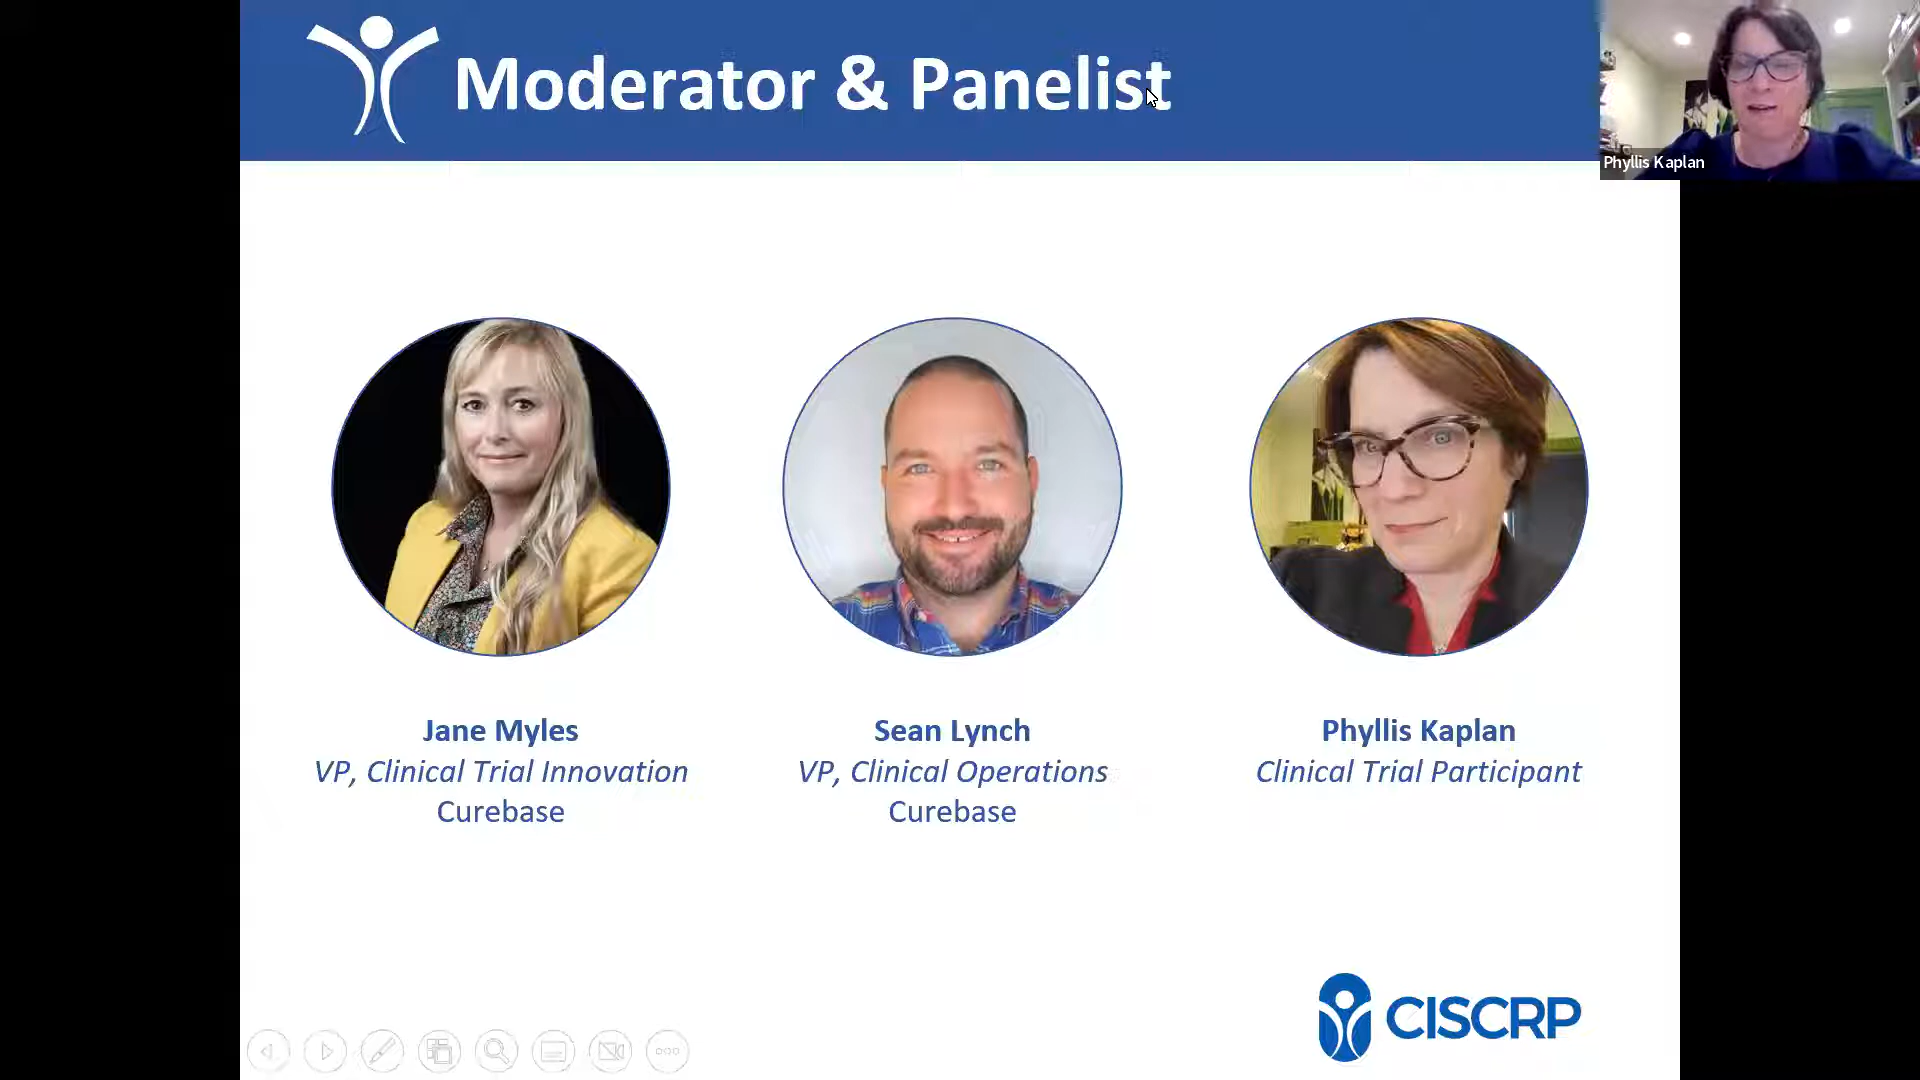 Moderator & Panelist
Phyllis Kaplan
Jane Myles
VP, Clinical Trial Innovation
Curebase
Sean Lynch
VP, Clinical Operations
Curebase
Phyllis Kaplan
Clinical Trial Participant
CISCRP